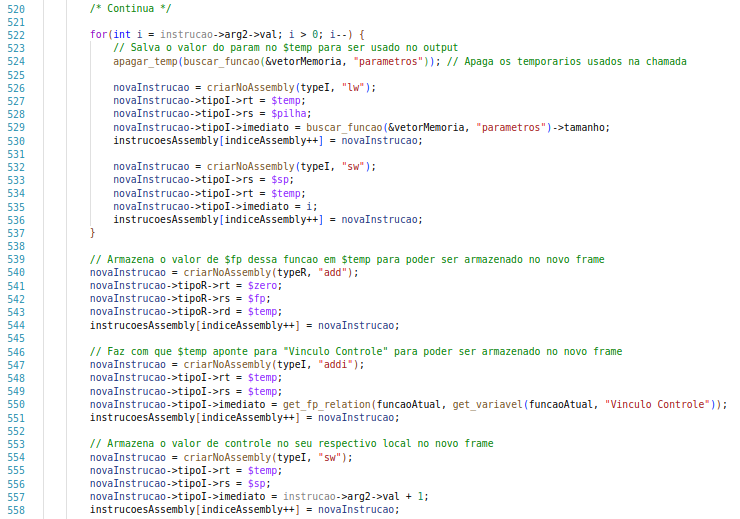 520 /* Continua */
521
522 for(int i = instrucao->arg2->val; i > 0; i--) {
523 // Salva o valor do param no $temp para ser usado no output
524 apagar_temp(buscar_funcao(&vetorMemoria, "parametros")); // Apaga os temporarios usados na chamada
525
526 novaInstrucao = criarNoAssembly(typeI, "lw");
527 novaInstrucao->tipoI->rt = $temp;
528 novaInstrucao->tipoI->rs = $pilha;
529 novaInstrucao->tipoI->imediato = buscar_funcao(&vetorMemoria, "parametros")->tamanho;
530 instrucoesAssembly[indiceAssembly++] = novaInstrucao;
531
532 novaInstrucao = criarNoAssembly(typeI, "sw");
533 novaInstrucao->tipoI->rs = $sp;
534 novaInstrucao->tipoI->rt = $temp;
535 novaInstrucao->tipoI->imediato = i;
536 instrucoesAssembly[indiceAssembly++] = novaInstrucao;
537 }
538
539 // Armazena o valor de $fp dessa funcao em $temp para poder ser armazenado no novo frame
540 novaInstrucao = criarNoAssembly(typeR, "add");
541 novaInstrucao->tipoR->rt = $zero;
542 novaInstrucao->tipoR->rs = $fp;
543 novaInstrucao->tipoR->rd = $temp;
544 instrucoesAssembly[indiceAssembly++] = novaInstrucao;
545
546 // Faz com que $temp aponte para "Vinculo Controle" para poder ser armazenado no novo frame
547 novaInstrucao = criarNoAssembly(typeI, "addi");
548 novaInstrucao->tipoI->rt = $temp;
549 novaInstrucao->tipoI->rs = $temp;
550 novaInstrucao->tipoI->imediato = get_fp_relation(funcaoAtual, get_variavel(funcaoAtual, "Vinculo Controle"));
551 instrucoesAssembly[indiceAssembly++] = novaInstrucao;
552
553 // Armazena o valor de controle no seu respectivo local no novo frame
554 novaInstrucao = criarNoAssembly(typeI, "sw");
555 novaInstrucao->tipoI->rt = $temp;
556 novaInstrucao->tipoI->rs = $sp;
557 novaInstrucao->tipoI->imediato = instrucao->arg2->val + 1;
558 instrucoesAssembly[indiceAssembly++] = novaInstrucao;